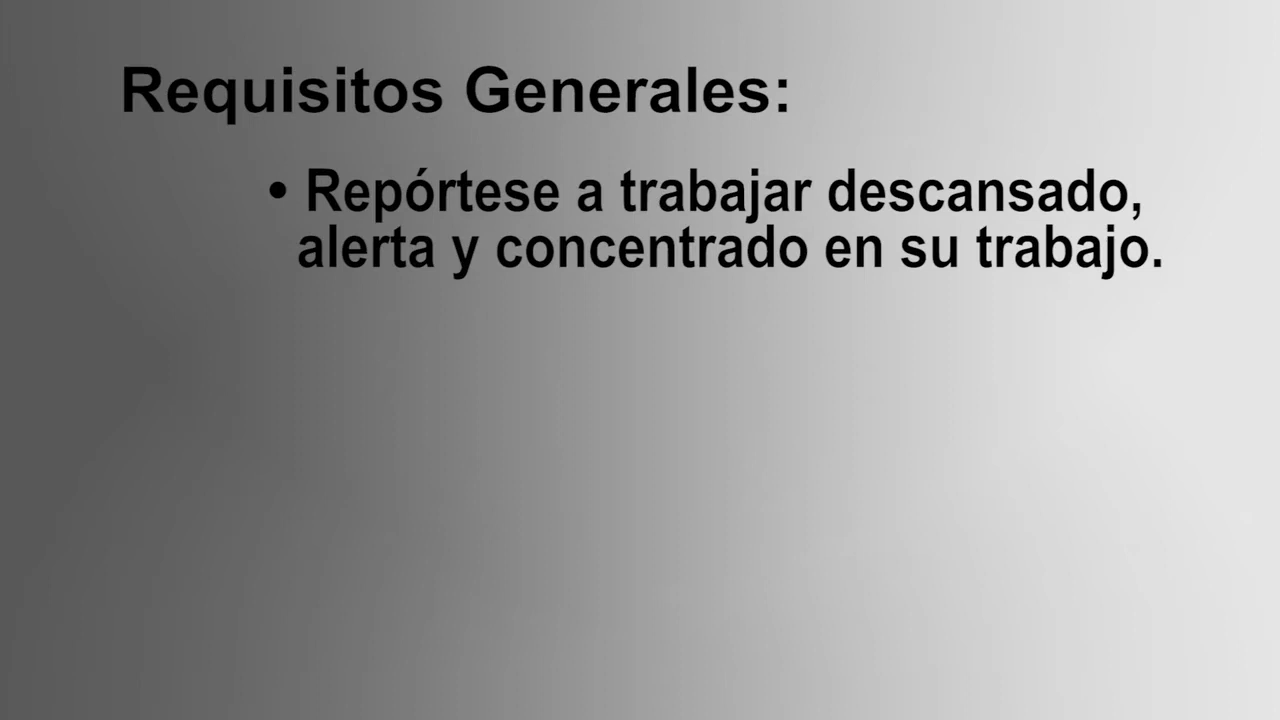 Requisitos Generales:
• Repórtese a trabajar descansado,
alerta y concentrado en su trabajo.